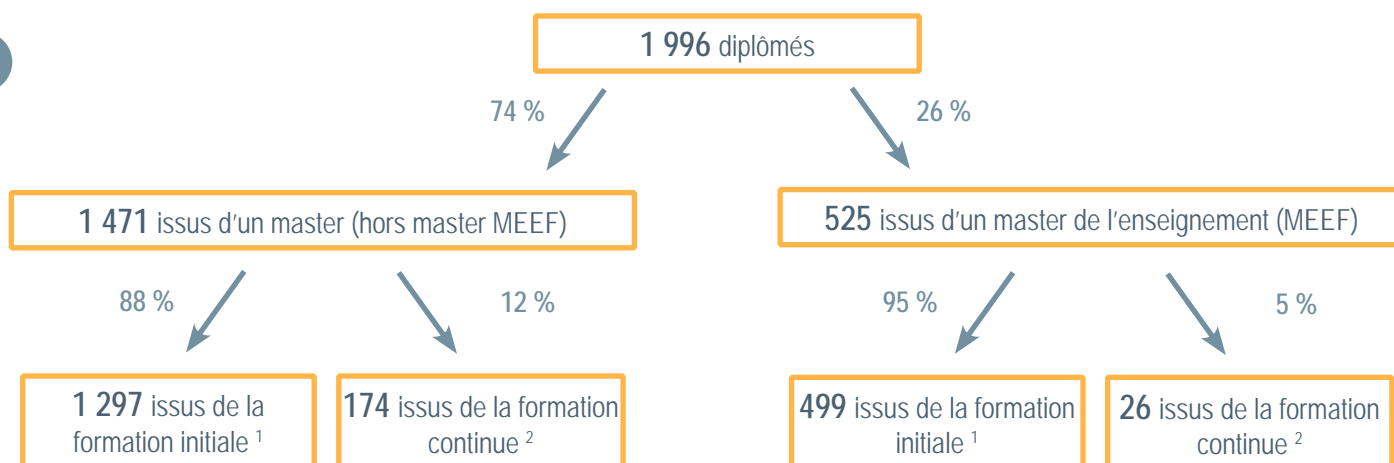 1 996 diplômés
74 %
26 %
1 471 issus d'un master (hors master MEEF)
525 issus d'un master de l'enseignement (MEEF)
88 %
12 %
95 %
5 %
1 297 issus de la
formation initiale 1
174 issus de la formation
continue 2
499 issus de la formation
initiale 1
26 issus de la formation
continue 2